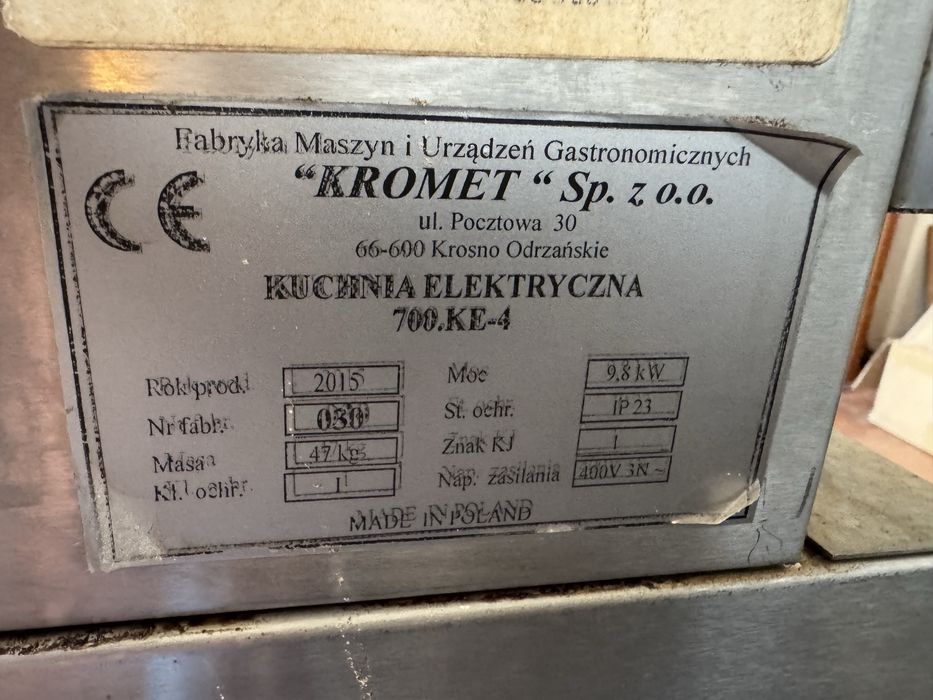 Fabryka Maszyn i Urządzeń Gastronomicznych
CE
“KROMET “ Sp. z o.o.
ul. Pocztowa 30
66-600 Krosno Odrzańskie
KUCHNIA ELEKTRYCZNA
700.KE-4
Rok prod. 2015 Moc 9,8 kW
Nr fabr. 030 St. ochr. IP 23
Masa 47 kg Znak KJ 1
Kl. ochr. I Nap. zasilania 400V 3N ~
MADE IN POLAND